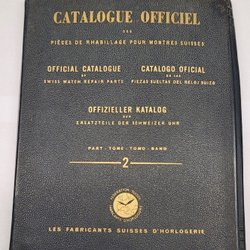 CATALOGUE OFFICIEL
DES
PIÈCES DE RHABILLAGE POUR MONTRES SUISSES
OFFICIAL CATALOGUE
OF
SWISS WATCH REPAIR PARTS
CATALOGO OFICIAL
DE LAS
PIEZAS SUELTAS DEL RELOJ SUIZO
OFFIZIELLER KATALOG
DER
ERSATZTEILE DER SCHWEIZER UHR
PART - TOME - TOMO - BAND
2
LES FABRICANTS SUISSES D'HORLOGERIE